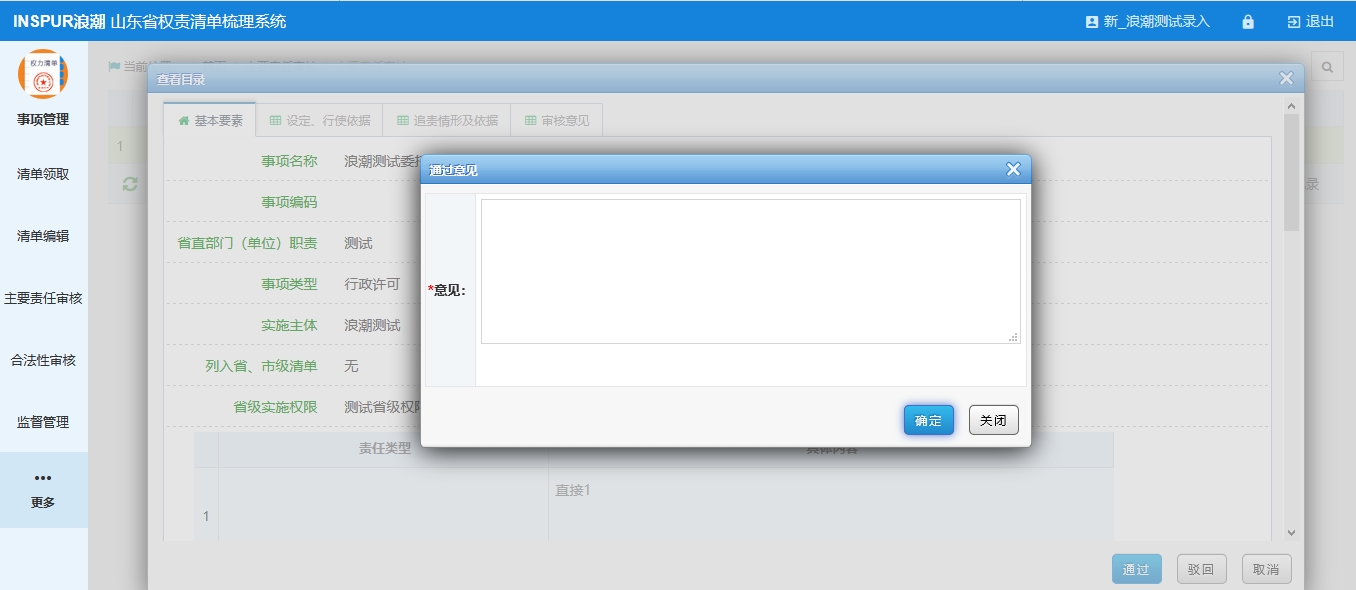 INSPUR浪潮 山东省权责清单梳理系统
新_浪潮测试录入
退出
权力清单
事项管理
清单领取
清单编辑
主要责任审核
合法性审核
监督管理
更多
1
查看目录
基本要素
设定、行使依据
追责情形及依据
审核意见
事项名称
事项编码
省直部门（单位）职责 测试
事项类型 行政许可
实施主体 浪潮测试
列入省、市级清单 无
省级实施权限 测试省级权限
责任类型
具体内容
1
直接1
通过意见
*意见：
确定
关闭
通过
驳回
取消